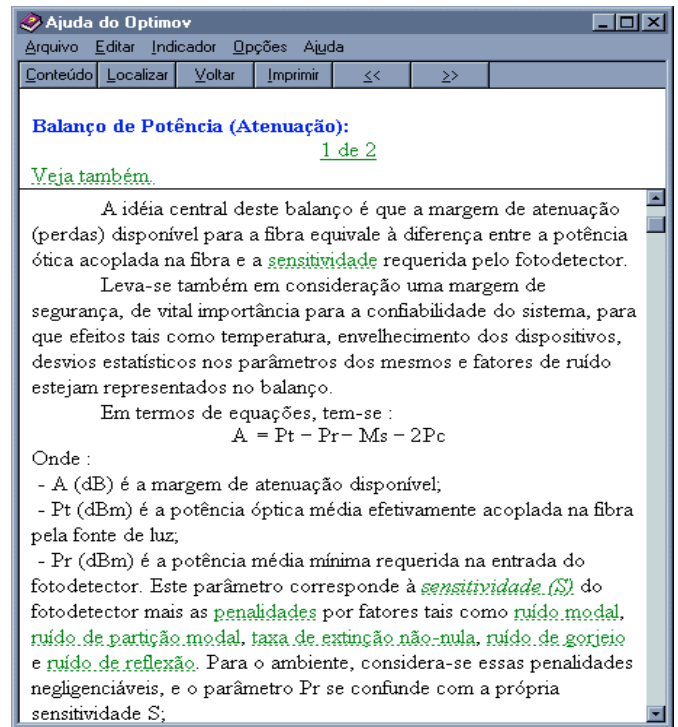 Ajuda do Optimov
Arquivo Editar Indicador Opções Ajuda
Conteúdo Localizar Voltar Imprimir << >>
Balanço de Potência (Atenuação):
1 de 2
Veja também.
A idéia central deste balanço é que a margem de atenuação
(perdas) disponível para a fibra equivale à diferença entre a potência
ótica acoplada na fibra e a sensitividade requerida pelo fotodetector.
Leva-se também em consideração uma margem de
segurança, de vital importância para a confiabilidade do sistema, para
que efeitos tais como temperatura, envelhecimento dos dispositivos,
desvios estatísticos nos parâmetros dos mesmos e fatores de ruído
estejam representados no balanço.
Em termos de equações, tem-se :
A = Pt − Pr− Ms − 2Pc
Onde :
- A (dB) é a margem de atenuação disponível;
- Pt (dBm) é a potência óptica média efetivamente acoplada na fibra
pela fonte de luz;
- Pr (dBm) é a potência média mínima requerida na entrada do
fotodetector. Este parâmetro corresponde à sensitividade (S) do
fotodetector mais as penalidades por fatores tais como ruído modal,
ruído de partição modal, taxa de extinção não-nula, ruído de gorjeio
e ruído de reflexão. Para o ambiente, considera-se essas penalidades
negligenciáveis, e o parâmetro Pr se confunde com a própria
sensitividade S;